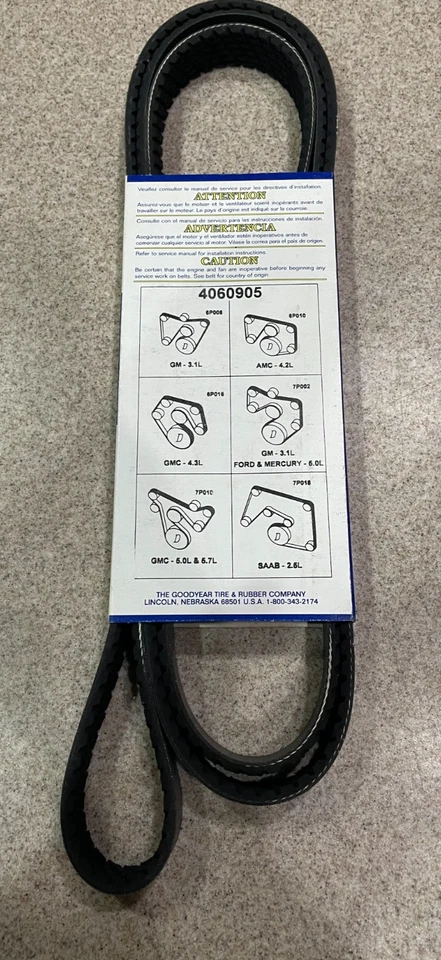 Veuillez consulter le manual de service pour les directives d'installation.
ATTENTION
Assurez-vous que le moteur et le ventilateur soient inopérants avant de
travailler sur le moteur. Le pays d'origine est indiqué sur la courroie.
Consulte con el manual de servicio para las instrucciones de instalación.
ADVERTENCIA
Asegúrese que el motor y el ventilador estén inoperativos antes de
comenzar cualquier servicio al motor. Véase la correa para el país de origen.
Refer to service manual for installation instructions.
CAUTION
Be certain that the engine and fan are inoperative before beginning any
service work on belts. See belt for country of origin.
4060905
6P008
D
GM - 3.1L
6P010
D
AMC - 4.2L
6P016
D
GMC - 4.3L
7P002
D
GM - 3.1L
FORD & MERCURY - 5.0L
7P010
D
GMC - 5.0L & 5.7L
7P018
D
SAAB - 2.5L
THE GOODYEAR TIRE & RUBBER COMPANY
LINCOLN, NEBRASKA 68501 U.S.A. 1-800-343-2174